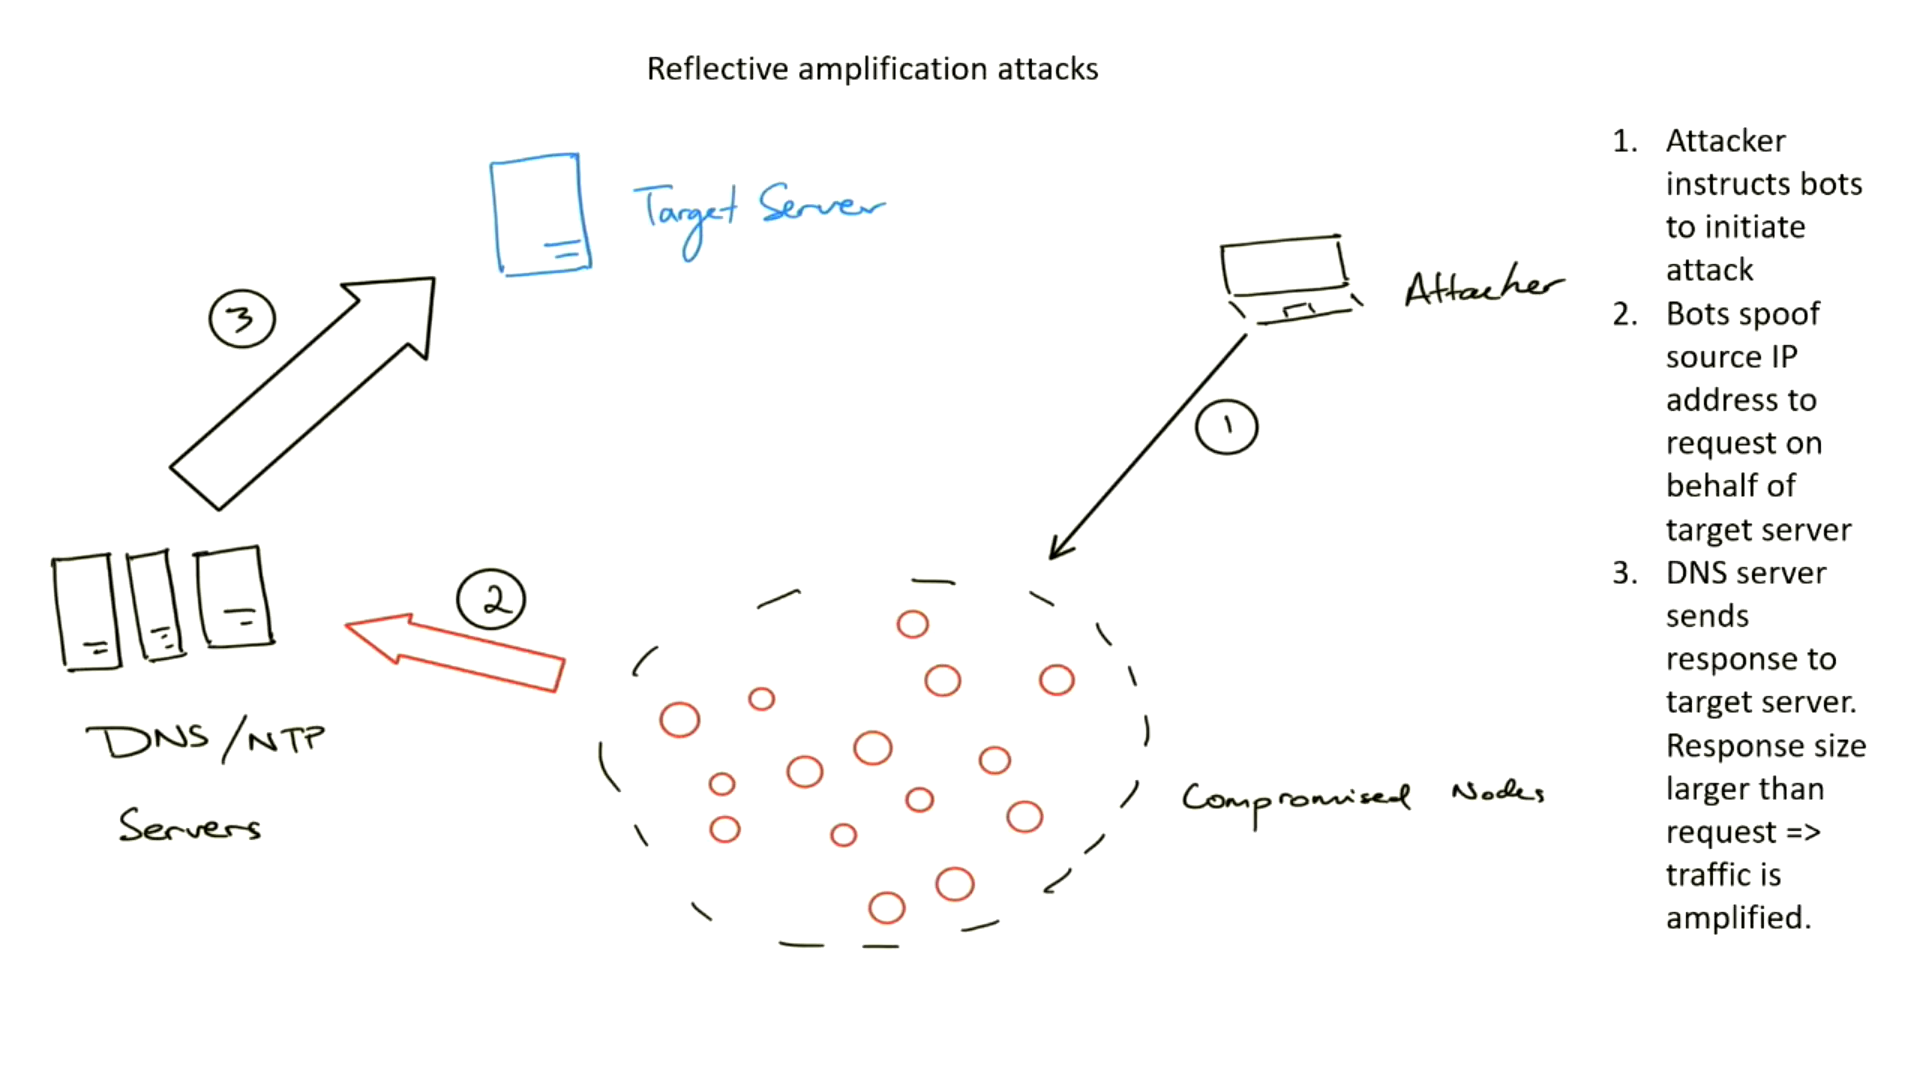 Reflective amplification attacks
Target Server
Attacker
3
1
2
DNS/NTP
Servers
Compromised Nodes
1. Attacker
instructs bots
to initiate
attack
2. Bots spoof
source IP
address to
request on
behalf of
target server
3. DNS server
sends
response to
target server.
Response size
larger than
request =>
traffic is
amplified.